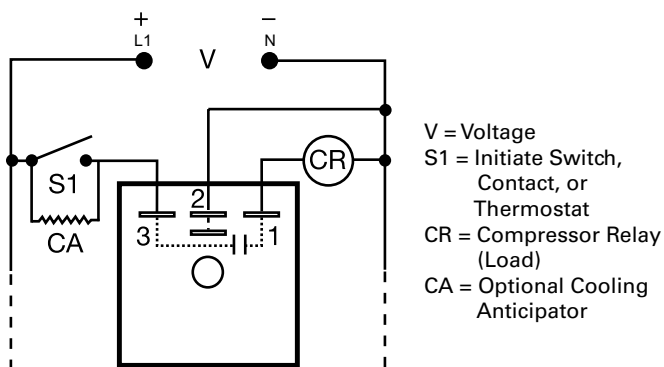 + −
L1 N
V
S1
CA
CR
2
3 1
V = Voltage
S1 = Initiate Switch,
Contact, or
Thermostat
CR = Compressor Relay
(Load)
CA = Optional Cooling
Anticipator